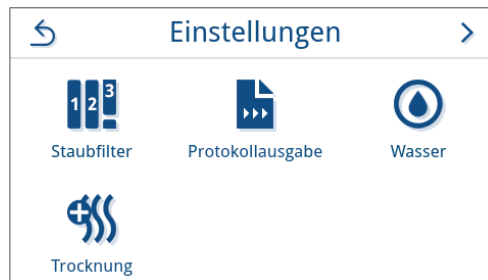 Einstellungen
1 2 3
Staubfilter
Protokollausgabe
Wasser
Trocknung